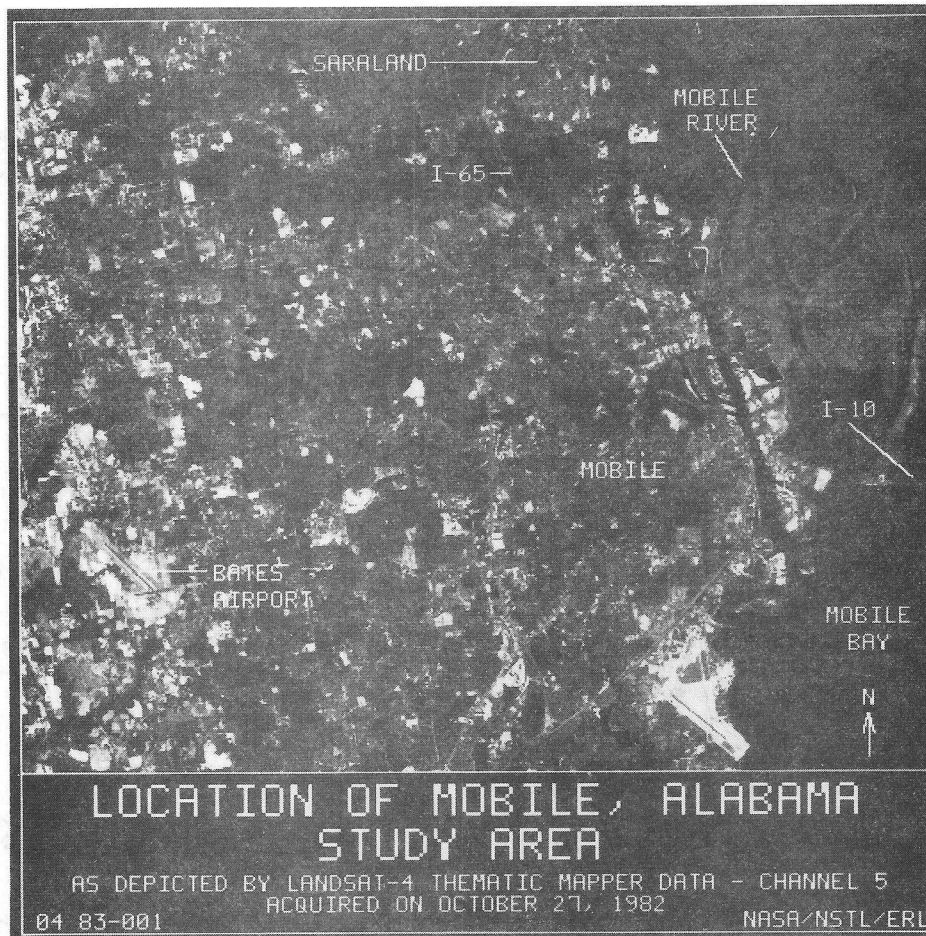 SARALAND
MOBILE
RIVER
I-65
I-10
MOBILE
BATES
AIRPORT
MOBILE
BAY
N
LOCATION OF MOBILE, ALABAMA
STUDY AREA
AS DEPICTED BY LANDSAT-4 THEMATIC MAPPER DATA - CHANNEL 5
ACQUIRED ON OCTOBER 27, 1982
04 83-001
NASA/NSTL/ERL